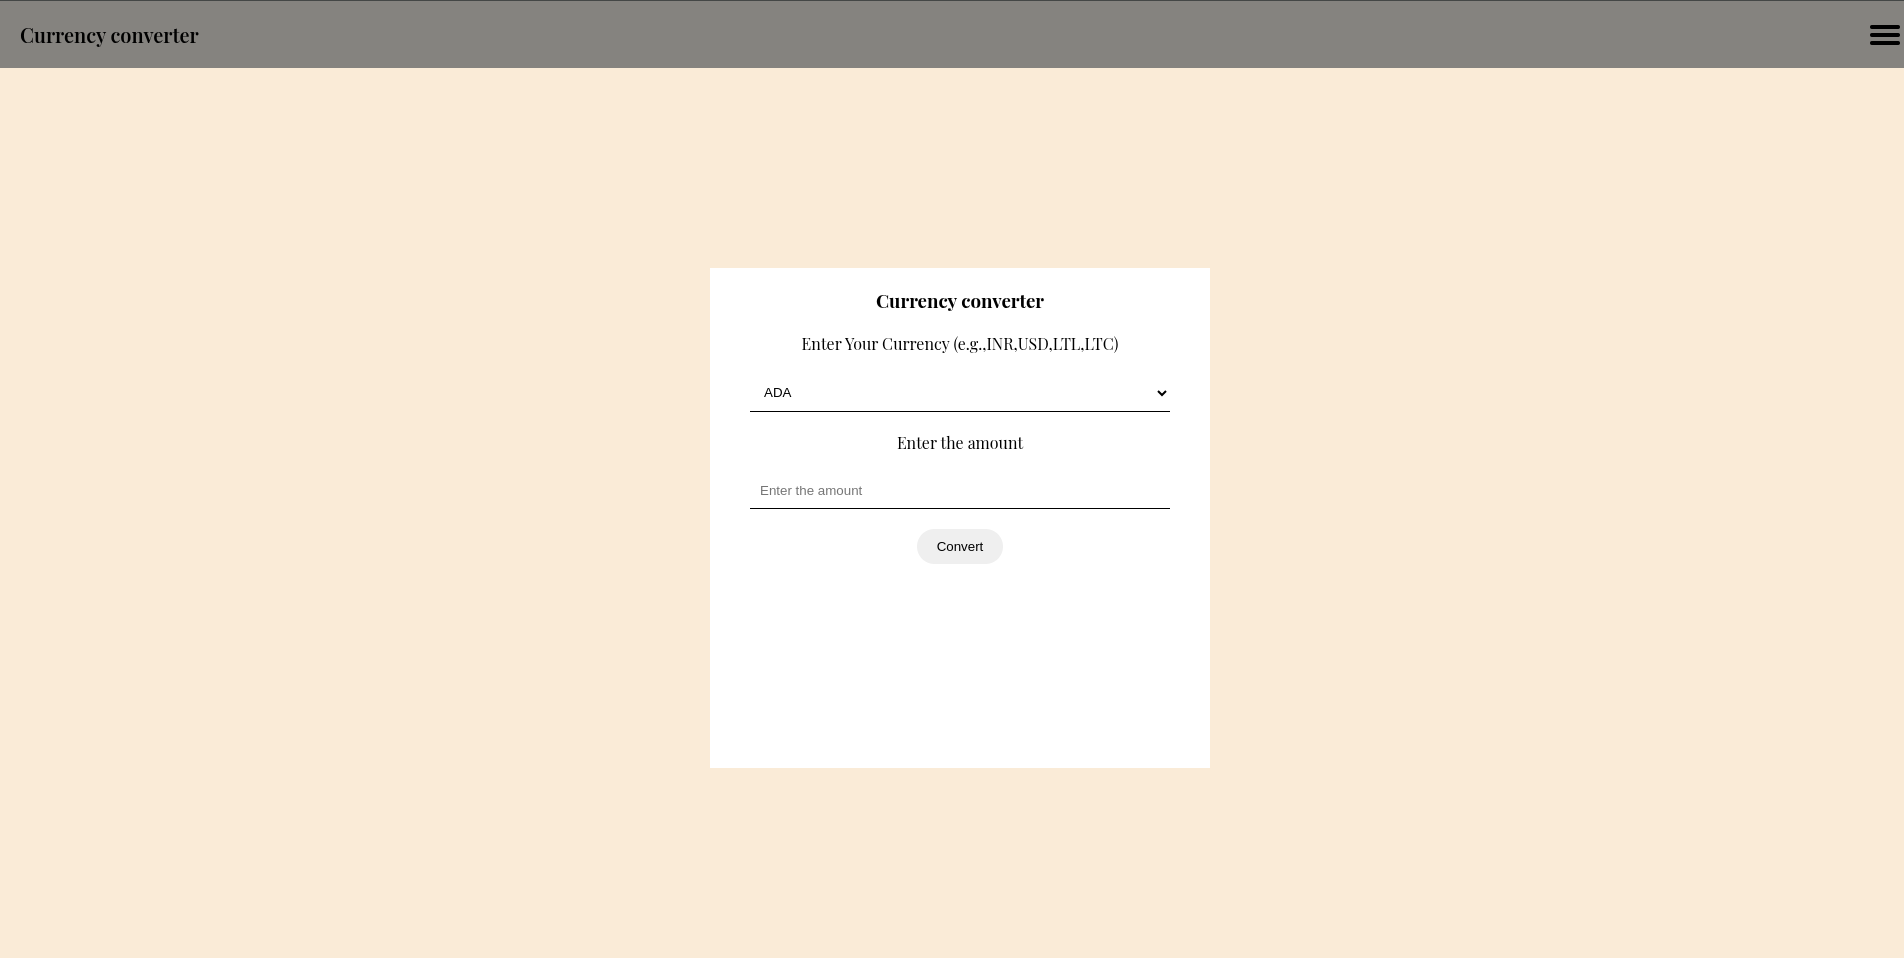 Currency converter
Currency converter
Enter Your Currency (e.g.,INR,USD,LTL,LTC)
ADA
Enter the amount
Enter the amount
Convert